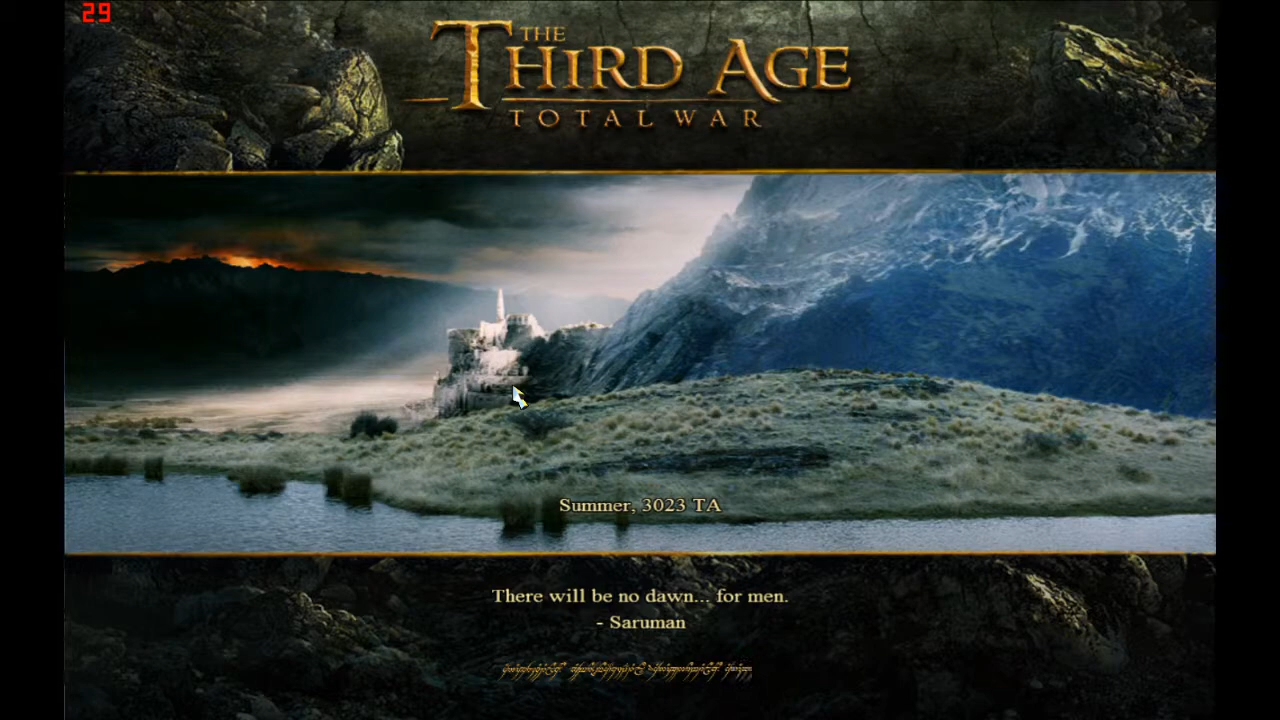 29
THE
THIRD AGE
TOTAL WAR
Summer, 3023 TA
There will be no dawn... for men.
- Saruman